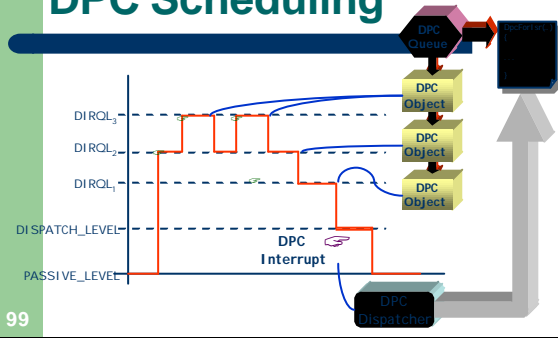 DPC Scheduling
DPC
Queue
DpcForIsr( )
DPC
Object
DIRQL3
DPC
Object
DIRQL2
DIRQL1
DPC
Object
DISPATCH_LEVEL
DPC
Interrupt
PASSIVE_LEVEL
DPC
Dispatcher
99